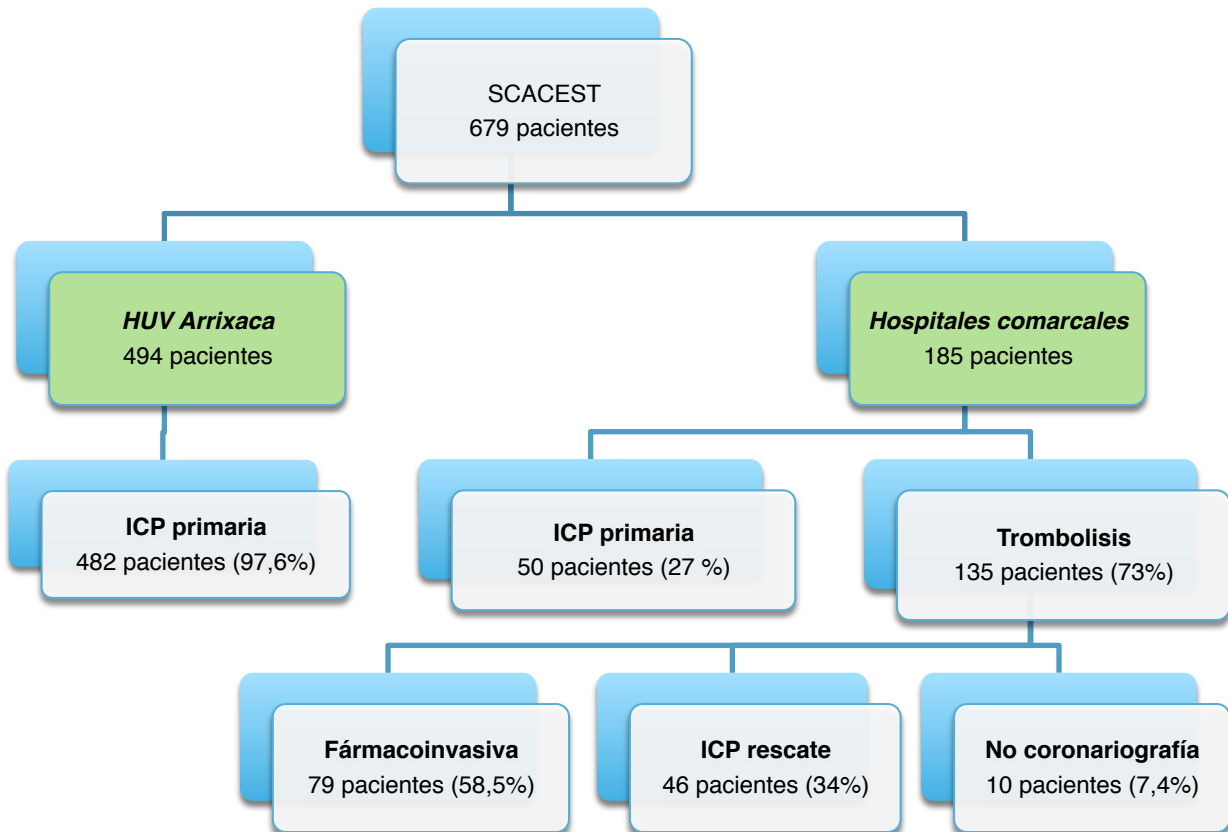 SCACEST
679 pacientes
HUV Arrixaca
494 pacientes
Hospitales comarcales
185 pacientes
ICP primaria
482 pacientes (97,6%)
ICP primaria
50 pacientes (27 %)
Trombolisis
135 pacientes (73%)
Fármacoinvasiva
79 pacientes (58,5%)
ICP rescate
46 pacientes (34%)
No coronariografía
10 pacientes (7,4%)